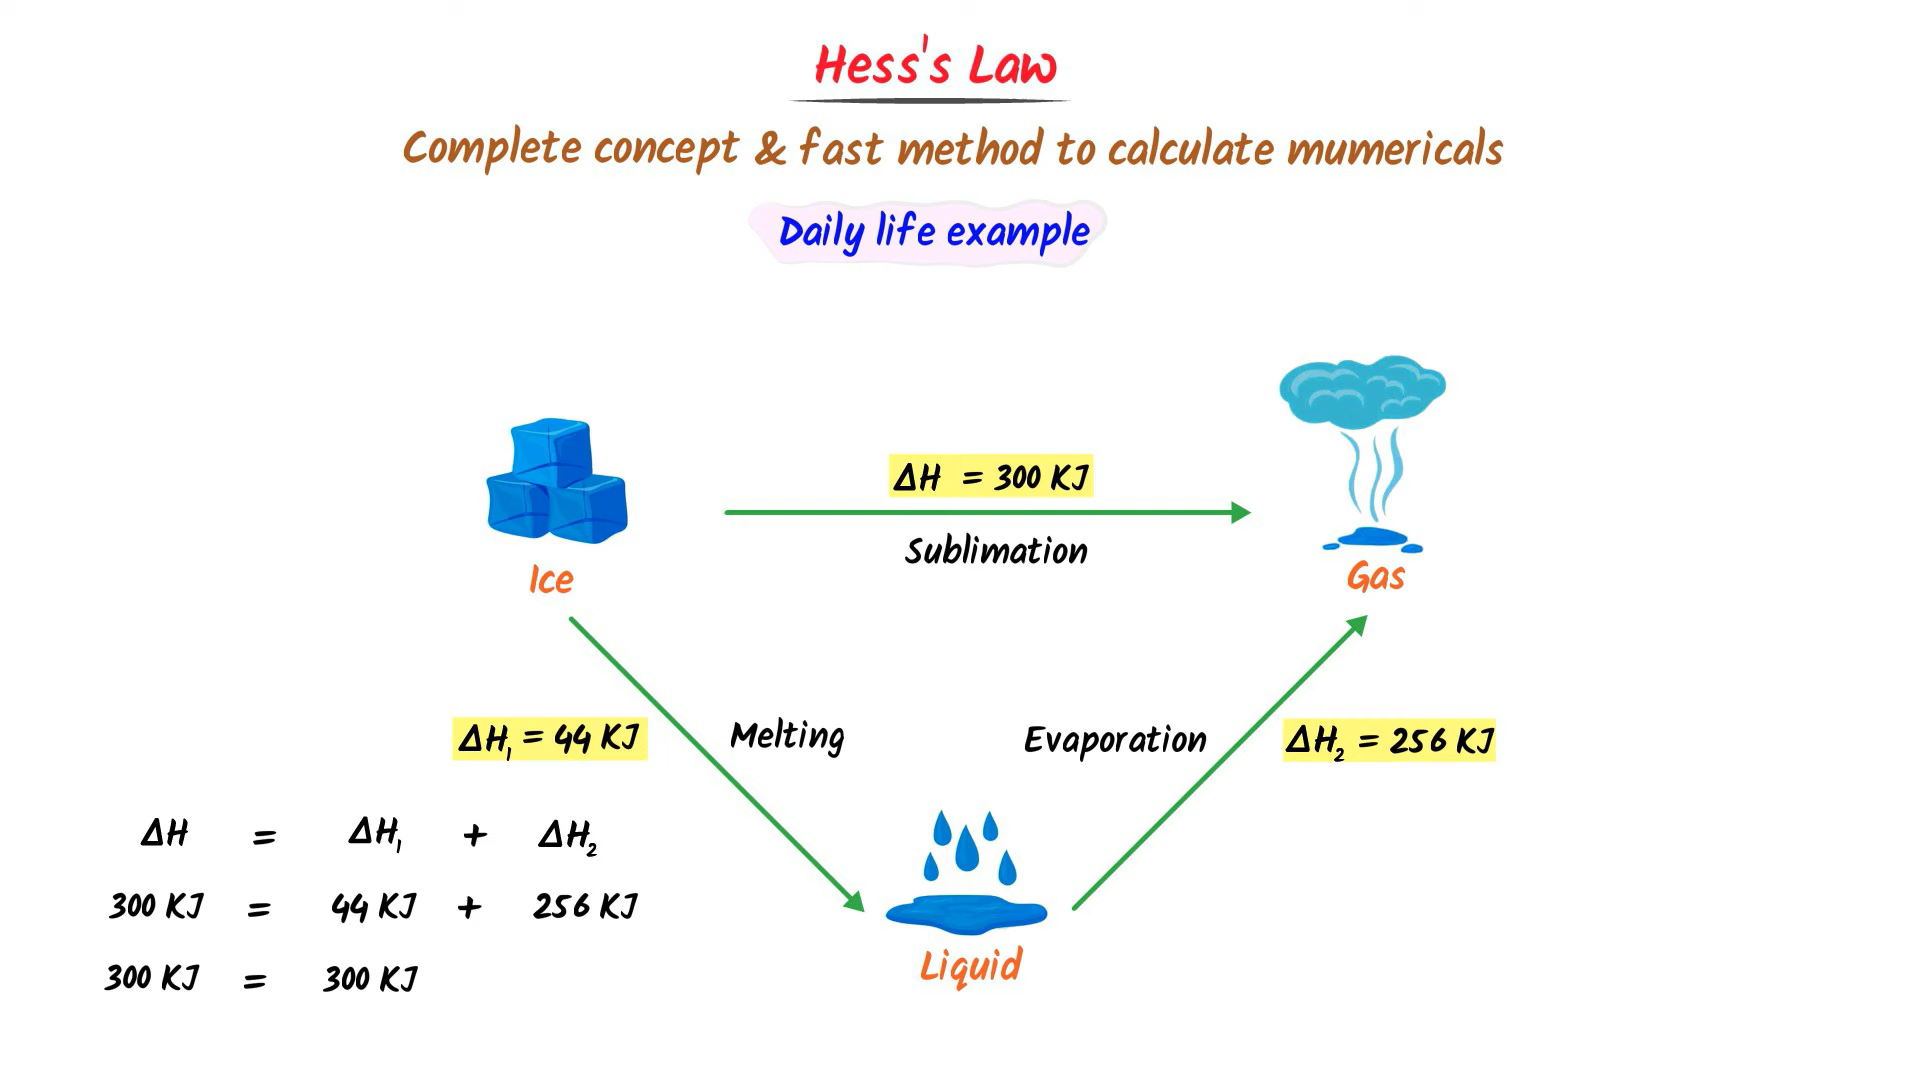 Hess's Law
Complete concept & fast method to calculate mumericals
Daily life example
ΔH = 300 KJ
Sublimation
Ice
Gas
ΔH₁ = 44 KJ
Melting
Evaporation
ΔH₂ = 256 KJ
ΔH = ΔH₁ + ΔH₂
300 KJ = 44 KJ + 256 KJ
300 KJ = 300 KJ
Liquid